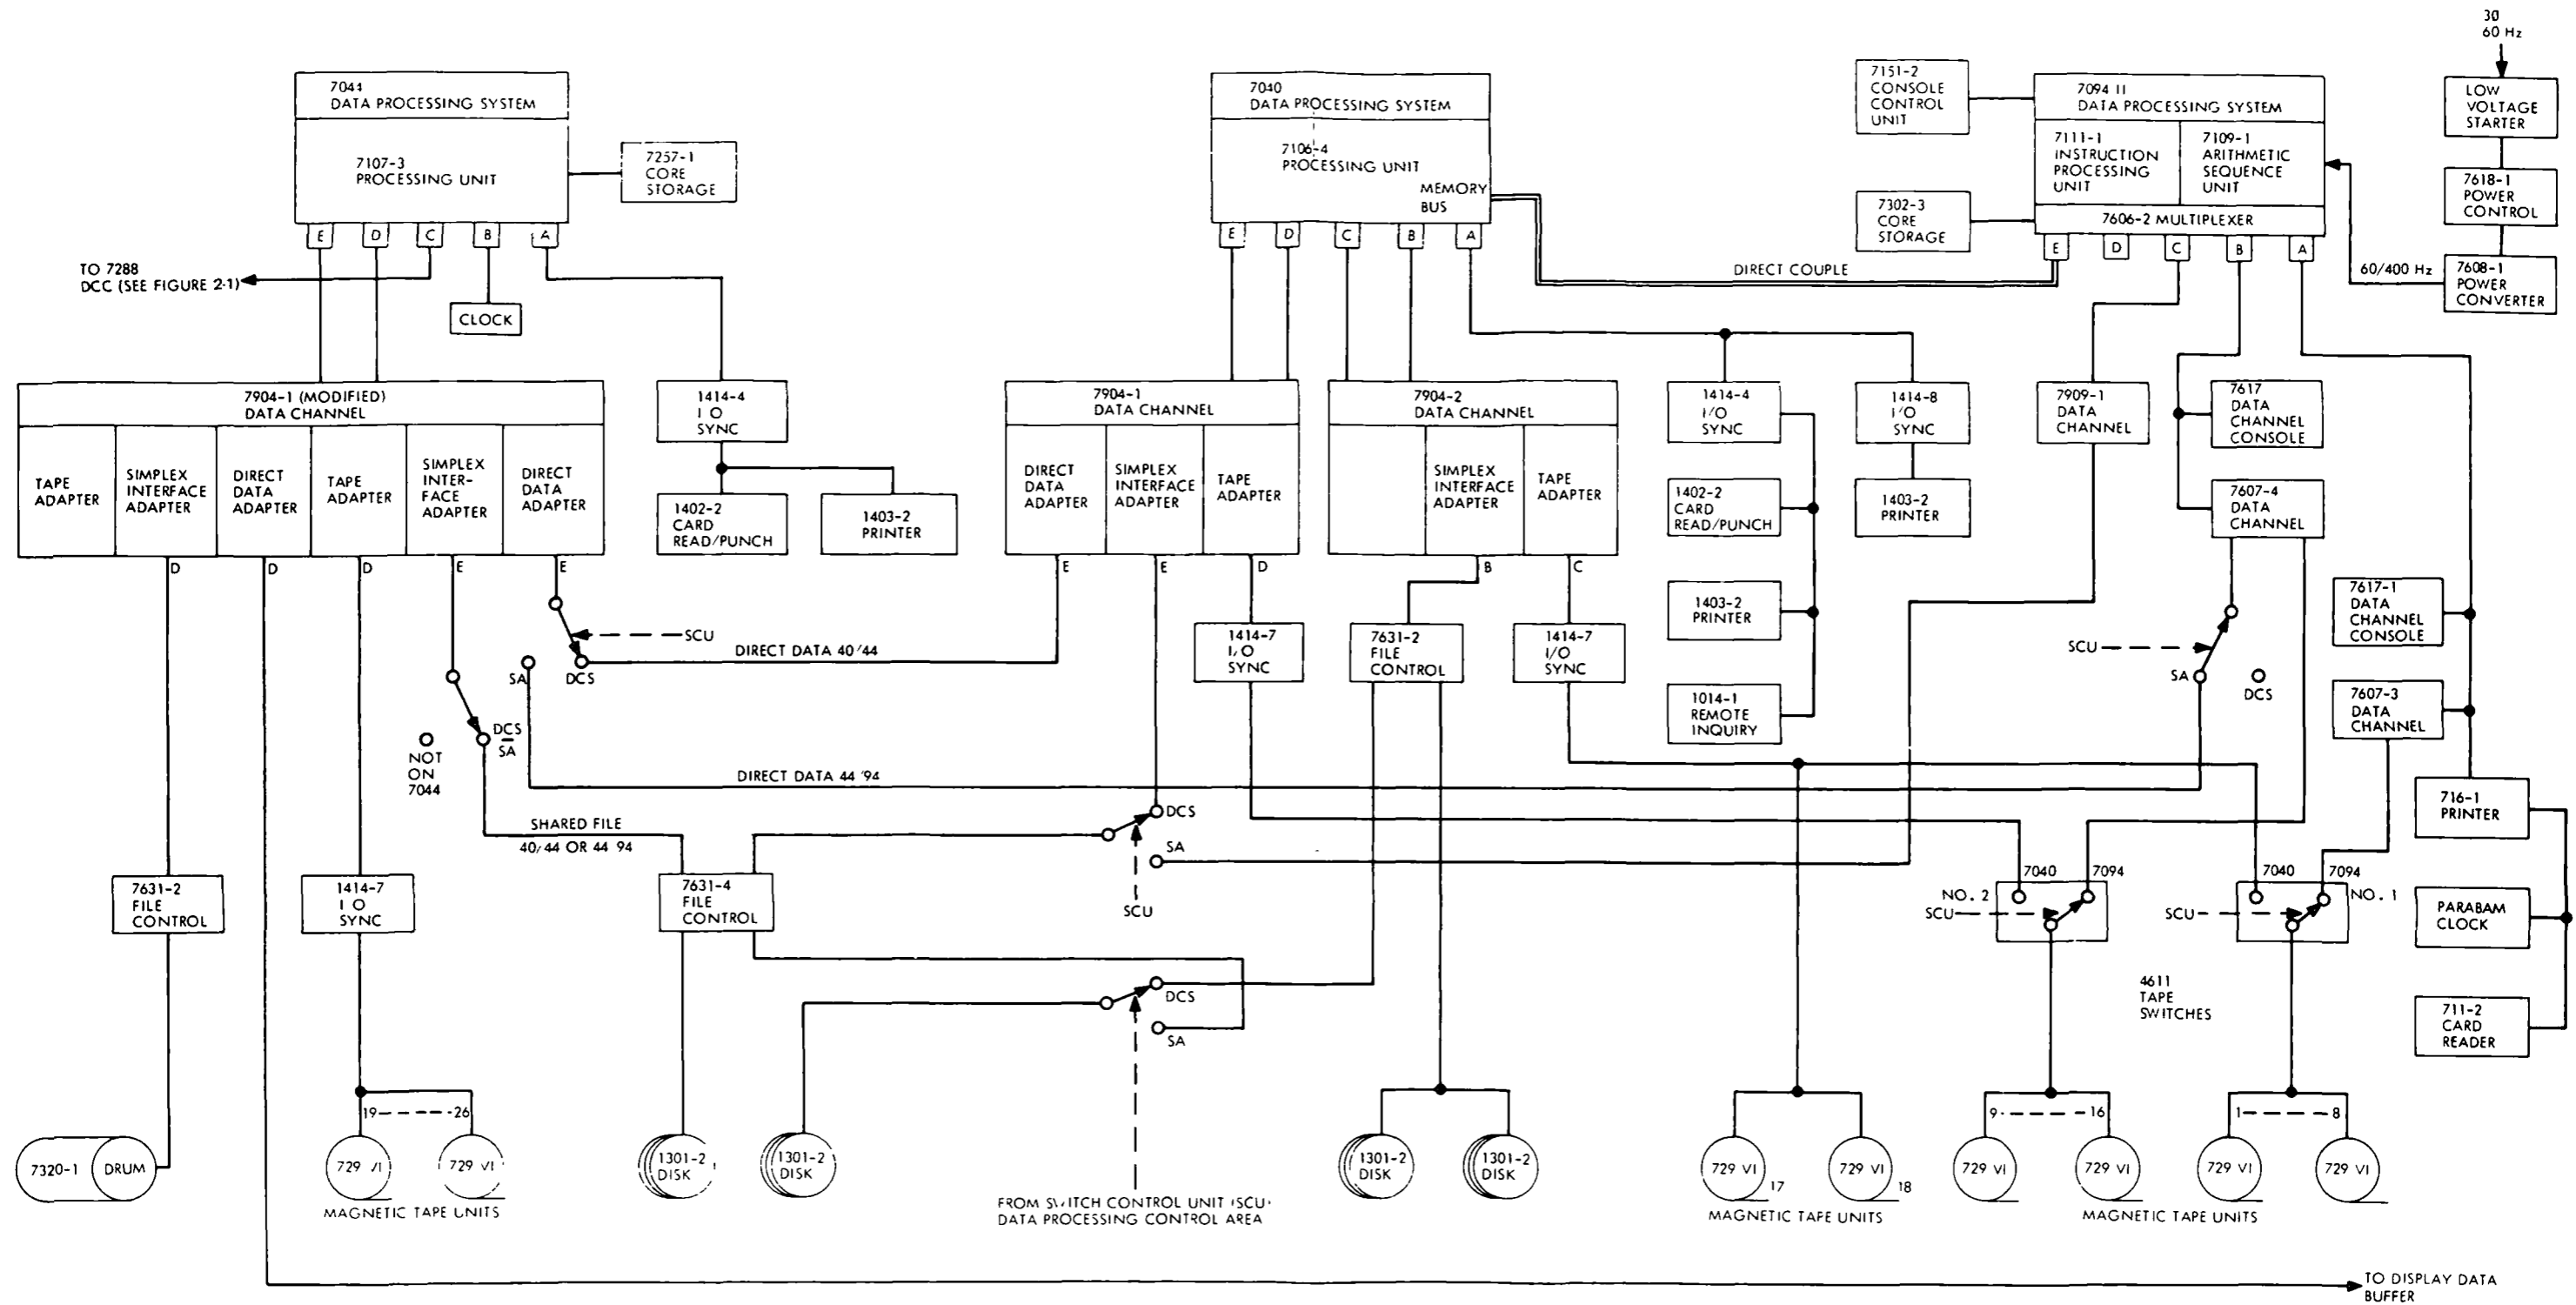 30
60 Hz
7044
DATA PROCESSING SYSTEM
7107-3
PROCESSING UNIT
7257-1
CORE
STORAGE
E
D
C
B
A
TO 7288
DCC (SEE FIGURE 2-1)
CLOCK
7040
DATA PROCESSING SYSTEM
7106-4
PROCESSING UNIT
MEMORY
BUS
E
D
C
B
A
DIRECT COUPLE
7151-2
CONSOLE
CONTROL
UNIT
7302-3
CORE
STORAGE
7094 II
DATA PROCESSING SYSTEM
7111-1
INSTRUCTION
PROCESSING
UNIT
7109-1
ARITHMETIC
SEQUENCE
UNIT
7606-2 MULTIPLEXER
E
D
C
B
A
LOW
VOLTAGE
STARTER
7618-1
POWER
CONTROL
7608-1
POWER
CONVERTER
60/400 Hz
7904-1 (MODIFIED)
DATA CHANNEL
TAPE
ADAPTER
SIMPLEX
INTERFACE
ADAPTER
DIRECT
DATA
ADAPTER
TAPE
ADAPTER
SIMPLEX
INTER-
FACE
ADAPTER
DIRECT
DATA
ADAPTER
D
D
D
E
E
1414-4
I O
SYNC
1402-2
CARD
READ/PUNCH
1403-2
PRINTER
7904-1
DATA CHANNEL
DIRECT
DATA
ADAPTER
SIMPLEX
INTERFACE
ADAPTER
TAPE
ADAPTER
E
E
D
7904-2
DATA CHANNEL
SIMPLEX
INTERFACE
ADAPTER
TAPE
ADAPTER
B
C
1414-4
I/O
SYNC
1402-2
CARD
READ/PUNCH
1403-2
PRINTER
1014-1
REMOTE
INQUIRY
1414-8
I/O
SYNC
1403-2
PRINTER
7909-1
DATA
CHANNEL
7617
DATA
CHANNEL
CONSOLE
7607-4
DATA
CHANNEL
7617-1
DATA
CHANNEL
CONSOLE
7607-3
DATA
CHANNEL
716-1
PRINTER
PARABAM
CLOCK
711-2
CARD
READER
SCU
DIRECT DATA 40/44
SA
DCS
DCS
SA
NOT
ON
7044
1414-7
I/O
SYNC
7631-2
FILE
CONTROL
1414-7
I/O
SYNC
SCU
SA
DCS
DIRECT DATA 44 '94
SHARED FILE
40/44 OR 44 94
DCS
SA
SCU
7631-2
FILE
CONTROL
1414-7
I O
SYNC
7631-4
FILE
CONTROL
NO. 2
SCU
7040
7094
SCU
7040
7094
NO. 1
4611
TAPE
SWITCHES
DCS
SA
19
26
7320-1
DRUM
729 VI
729 VI
MAGNETIC TAPE UNITS
1301-2
DISK
1301-2
DISK
FROM SWITCH CONTROL UNIT (SCU)
DATA PROCESSING CONTROL AREA
1301-2
DISK
1301-2
DISK
729 VI
17
729 VI
18
MAGNETIC TAPE UNITS
9
16
729 VI
729 VI
1
8
729 VI
729 VI
MAGNETIC TAPE UNITS
TO DISPLAY DATA
BUFFER